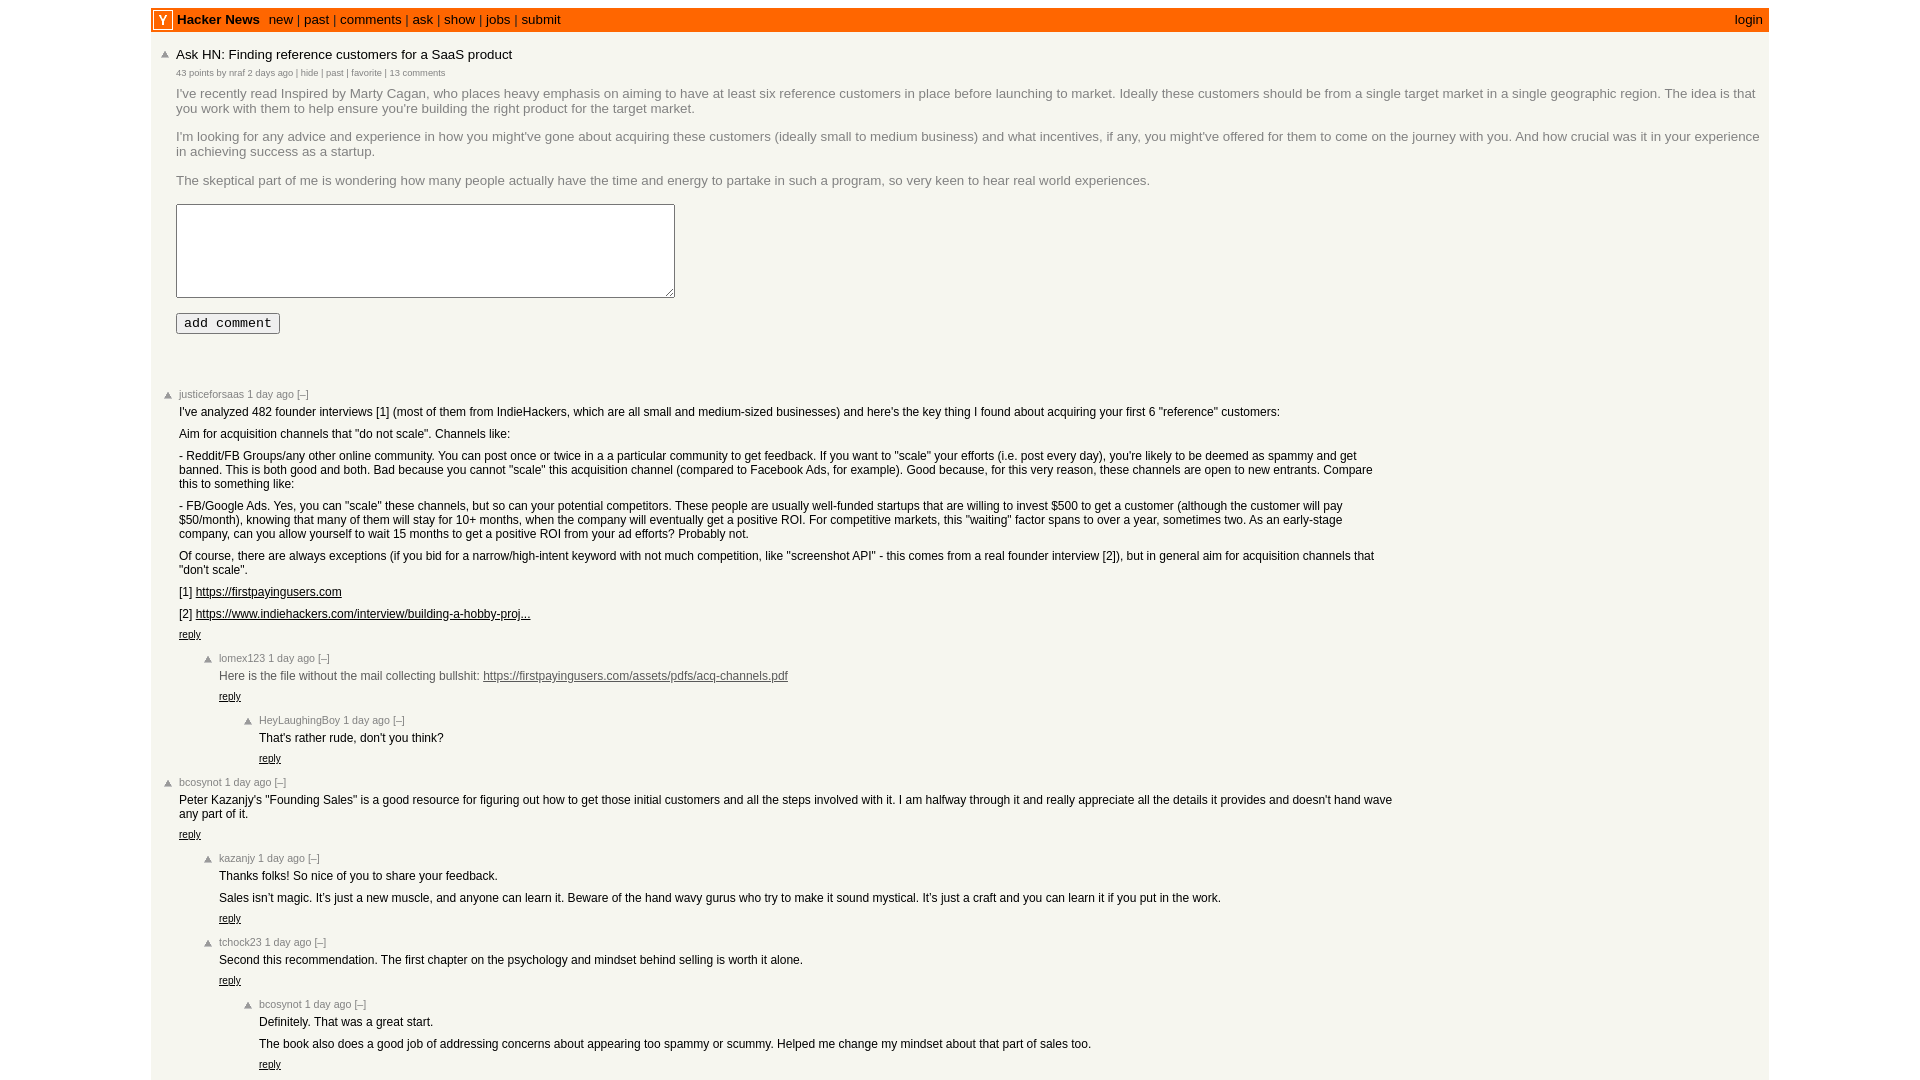 Y Hacker News new | past | comments | ask | show | jobs | submit login
Ask HN: Finding reference customers for a SaaS product
43 points by nraf 2 days ago | hide | past | favorite | 13 comments
I've recently read Inspired by Marty Cagan, who places heavy emphasis on aiming to have at least six reference customers in place before launching to market. Ideally these customers should be from a single target market in a single geographic region. The idea is that
you work with them to help ensure you're building the right product for the target market.
I'm looking for any advice and experience in how you might've gone about acquiring these customers (ideally small to medium business) and what incentives, if any, you might've offered for them to come on the journey with you. And how crucial was it in your experience
in achieving success as a startup.
The skeptical part of me is wondering how many people actually have the time and energy to partake in such a program, so very keen to hear real world experiences.
add comment
justiceforsaas 1 day ago [–]
I've analyzed 482 founder interviews [1] (most of them from IndieHackers, which are all small and medium-sized businesses) and here's the key thing I found about acquiring your first 6 "reference" customers:
Aim for acquisition channels that "do not scale". Channels like:
- Reddit/FB Groups/any other online community. You can post once or twice in a a particular community to get feedback. If you want to "scale" your efforts (i.e. post every day), you're likely to be deemed as spammy and get
banned. This is both good and both. Bad because you cannot "scale" this acquisition channel (compared to Facebook Ads, for example). Good because, for this very reason, these channels are open to new entrants. Compare
this to something like:
- FB/Google Ads. Yes, you can "scale" these channels, but so can your potential competitors. These people are usually well-funded startups that are willing to invest $500 to get a customer (although the customer will pay
$50/month), knowing that many of them will stay for 10+ months, when the company will eventually get a positive ROI. For competitive markets, this "waiting" factor spans to over a year, sometimes two. As an early-stage
company, can you allow yourself to wait 15 months to get a positive ROI from your ad efforts? Probably not.
Of course, there are always exceptions (if you bid for a narrow/high-intent keyword with not much competition, like "screenshot API" - this comes from a real founder interview [2]), but in general aim for acquisition channels that
"don't scale".
[1] https://firstpayingusers.com
[2] https://www.indiehackers.com/interview/building-a-hobby-proj...
reply
lomex123 1 day ago [–]
Here is the file without the mail collecting bullshit: https://firstpayingusers.com/assets/pdfs/acq-channels.pdf
reply
HeyLaughingBoy 1 day ago [–]
That's rather rude, don't you think?
reply
bcosynot 1 day ago [–]
Peter Kazanjy's "Founding Sales" is a good resource for figuring out how to get those initial customers and all the steps involved with it. I am halfway through it and really appreciate all the details it provides and doesn't hand wave
any part of it.
reply
kazanjy 1 day ago [–]
Thanks folks! So nice of you to share your feedback.
Sales isn’t magic. It’s just a new muscle, and anyone can learn it. Beware of the hand wavy gurus who try to make it sound mystical. It’s just a craft and you can learn it if you put in the work.
reply
tchock23 1 day ago [–]
Second this recommendation. The first chapter on the psychology and mindset behind selling is worth it alone.
reply
bcosynot 1 day ago [–]
Definitely. That was a great start.
The book also does a good job of addressing concerns about appearing too spammy or scummy. Helped me change my mindset about that part of sales too.
reply